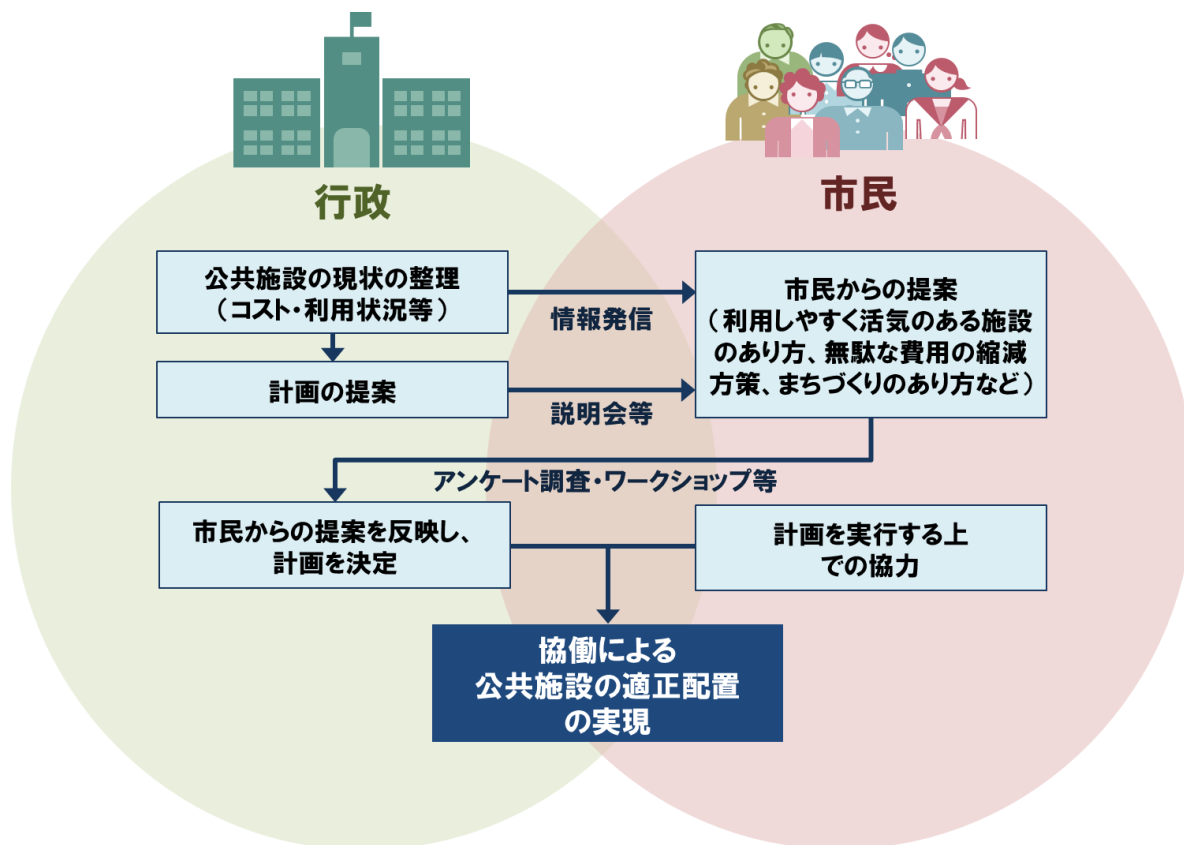 行政
市民
公共施設の現状の整理
（コスト・利用状況等）
情報発信
市民からの提案
（利用しやすく活気のある施設
のあり方、無駄な費用の縮減
方策、まちづくりのあり方など）
計画の提案
説明会等
アンケート調査・ワークショップ等
市民からの提案を反映し、
計画を決定
計画を実行する上
での協力
協働による
公共施設の適正配置
の実現